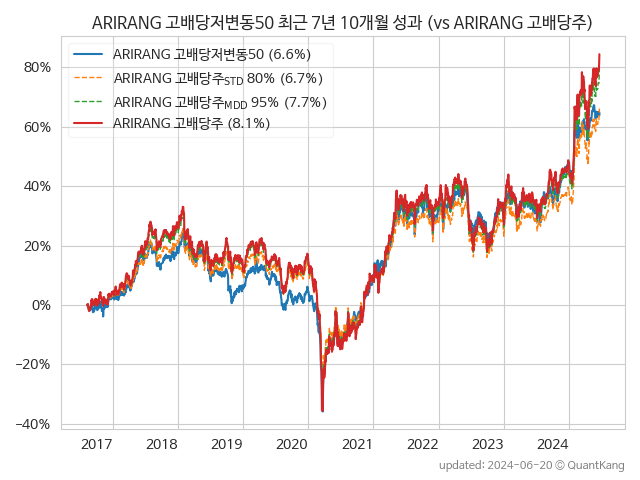 ARIRANG 고배당저변동50 최근 7년 10개월 성과 (vs ARIRANG 고배당주)
ARIRANG 고배당저변동50 (6.6%)
ARIRANG 고배당주STD 80% (6.7%)
ARIRANG 고배당주MDD 95% (7.7%)
ARIRANG 고배당주 (8.1%)
80%
60%
40%
20%
0%
−20%
−40%
2017 2018 2019 2020 2021 2022 2023 2024
updated: 2024-06-20 ⓒ QuantKang